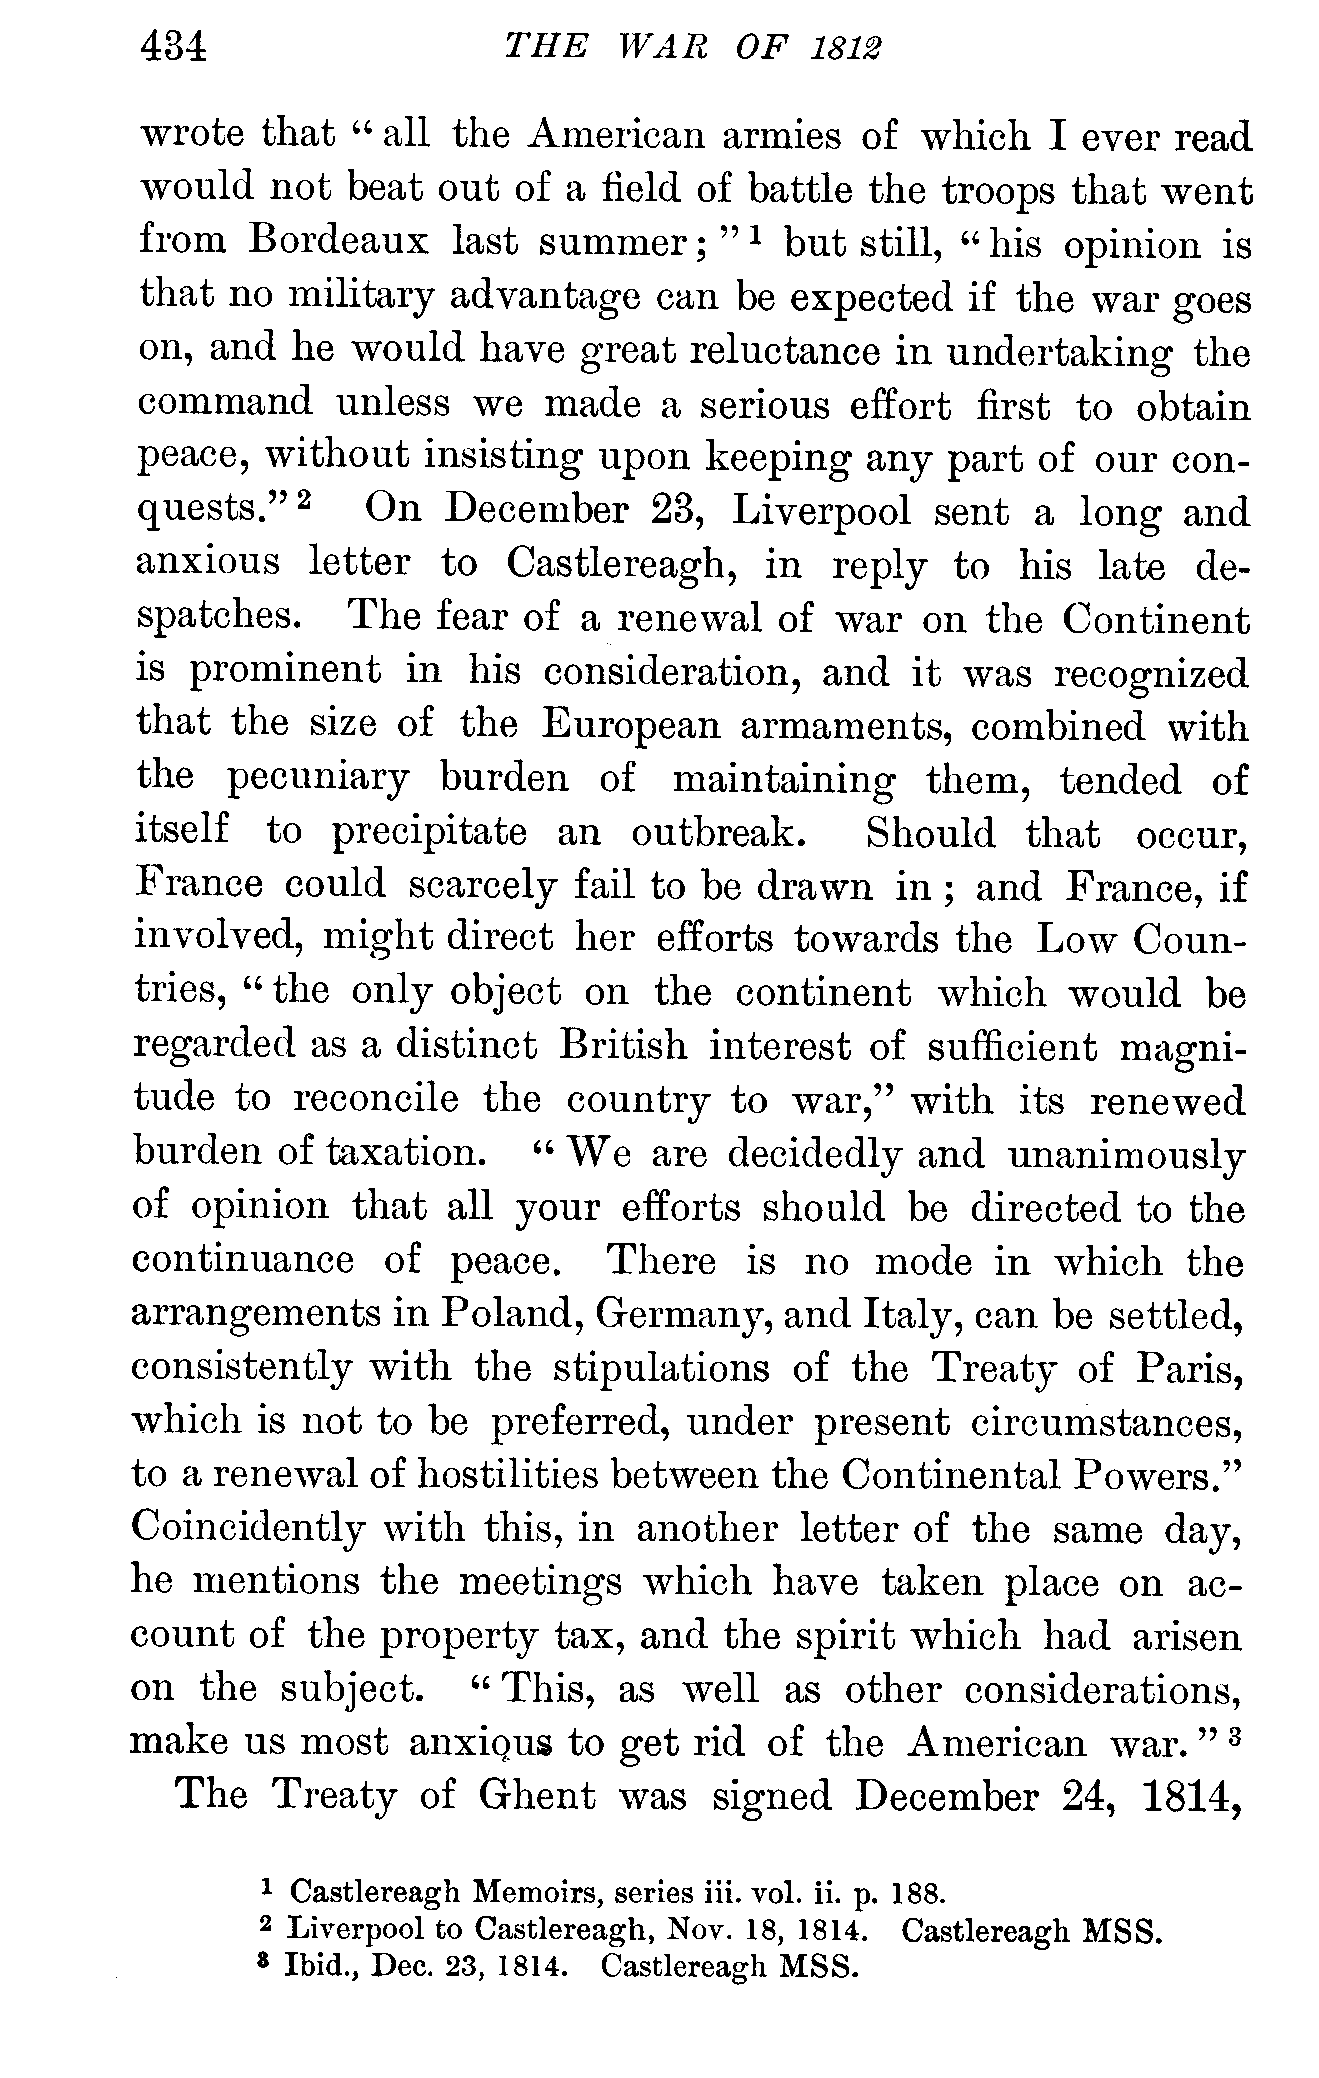 434 THE WAR OF 1812
wrote that “ all the American armies of which I ever read
would not beat out of a field of battle the troops that went
from Bordeaux last summer; ” 1 but still, “ his opinion is
that no military advantage can be expected if the war goes
on, and he would have great reluctance in undertaking the
command unless we made a serious effort first to obtain
peace, without insisting upon keeping any part of our con-
quests.” 2 On December 23, Liverpool sent a long and
anxious letter to Castlereagh, in reply to his late de-
spatches. The fear of a renewal of war on the Continent
is prominent in his consideration, and it was recognized
that the size of the European armaments, combined with
the pecuniary burden of maintaining them, tended of
itself to precipitate an outbreak. Should that occur,
France could scarcely fail to be drawn in ; and France, if
involved, might direct her efforts towards the Low Coun-
tries, “ the only object on the continent which would be
regarded as a distinct British interest of sufficient magni-
tude to reconcile the country to war,” with its renewed
burden of taxation. “ We are decidedly and unanimously
of opinion that all your efforts should be directed to the
continuance of peace. There is no mode in which the
arrangements in Poland, Germany, and Italy, can be settled,
consistently with the stipulations of the Treaty of Paris,
which is not to be preferred, under present circumstances,
to a renewal of hostilities between the Continental Powers.”
Coincidently with this, in another letter of the same day,
he mentions the meetings which have taken place on ac-
count of the property tax, and the spirit which had arisen
on the subject. “ This, as well as other considerations,
make us most anxious to get rid of the American war. ” 3
The Treaty of Ghent was signed December 24, 1814,
1 Castlereagh Memoirs, series iii. vol. ii. p. 188.
2 Liverpool to Castlereagh, Nov. 18, 1814. Castlereagh MSS.
3 Ibid., Dec. 23, 1814. Castlereagh MSS.